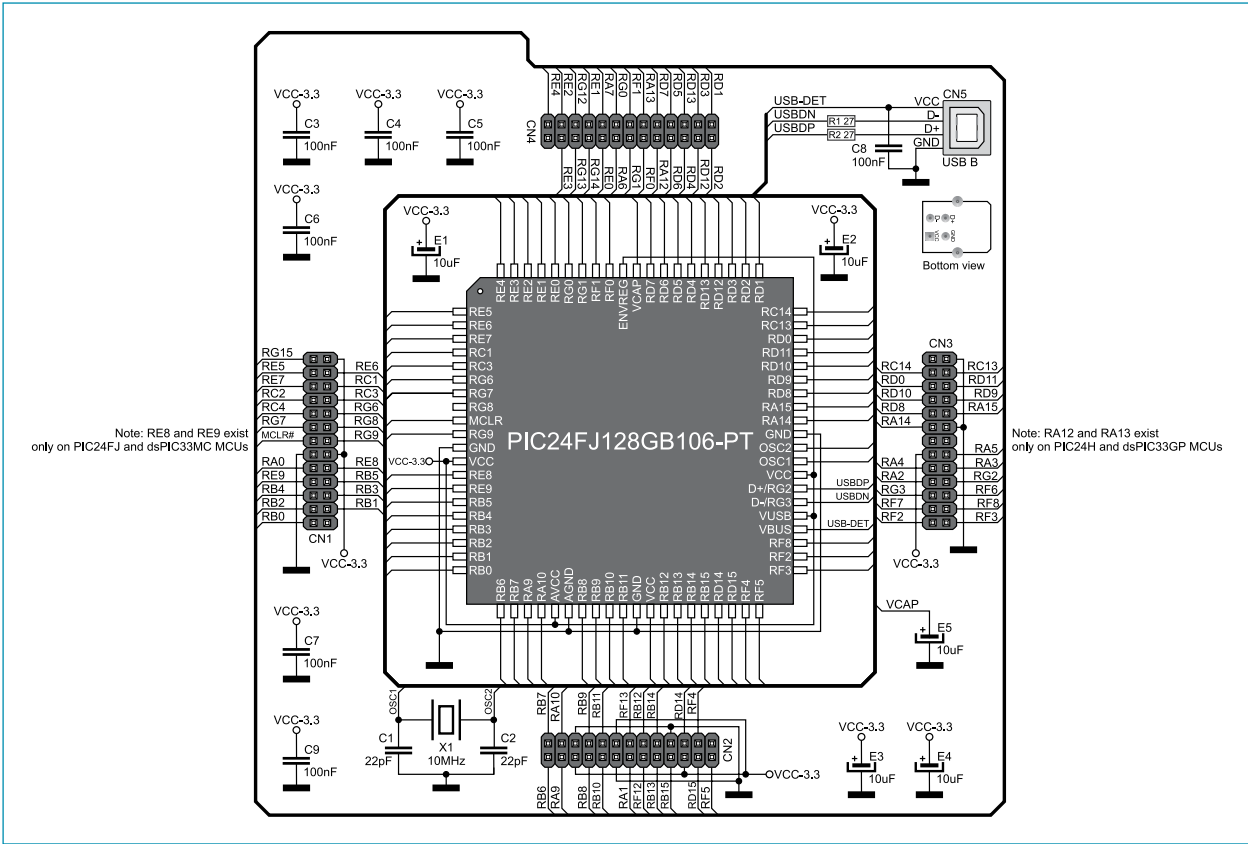 RE4
RE2
RG12
RE1
RA7
RG0
RF1
RA13
RD7
RD5
RD13
RD3
RD1
CN4
RE3
RG13
RG14
RE0
RA6
RG1
RF0
RA12
RD6
RD4
RD12
RD2
VCC-3.3
C3
100nF
VCC-3.3
C4
100nF
VCC-3.3
C5
100nF
VCC-3.3
C6
100nF
USB-DET
USBDN
USBDP
R1 27
R2 27
C8
100nF
CN5
VCC
D-
D+
GND
USB B
D-
D+
VCC
GND
Bottom view
VCC-3.3
E1
10uF
VCC-3.3
E2
10uF
RE4
RE3
RE2
RE1
RE0
RG0
RG1
RF1
RF0
ENVREG
VCAP
RD7
RD6
RD5
RD4
RD13
RD12
RD3
RD2
RD1
RE5
RE6
RE7
RC1
RC3
RG6
RG7
RG8
MCLR
RG9
GND
VCC
RE8
RE9
RB5
RB4
RB3
RB2
RB1
RB0
VCC-3.3
PIC24FJ128GB106-PT
RC14
RC13
RD0
RD11
RD10
RD9
RD8
RA15
RA14
GND
OSC2
OSC1
VCC
D+/RG2
D-/RG3
VUSB
VBUS
RF8
RF2
RF3
USBDP
USBDN
USB-DET
RB6
RB7
RA9
RA10
AVCC
AGND
RB8
RB9
RB10
RB11
GND
VCC
RB12
RB13
RB14
RB15
RD14
RD15
RF4
RF5
RG15
RE5
RE7
RC2
RC4
RG7
MCLR#
RA0
RE9
RB4
RB2
RB0
RE6
RC1
RC3
RG6
RG8
RG9
RE8
RB5
RB3
RB1
CN1
VCC-3.3
Note: RE8 and RE9 exist
only on PIC24FJ and dsPIC33MC MCUs
CN3
RC14
RD0
RD10
RD8
RA14
RA4
RA2
RG3
RF7
RF2
RC13
RD11
RD9
RA15
RA5
RA3
RG2
RF6
RF8
RF3
VCC-3.3
Note: RA12 and RA13 exist
only on PIC24H and dsPIC33GP MCUs
VCC-3.3
C7
100nF
VCC-3.3
C9
100nF
OSC1
OSC2
C1
22pF
X1
10MHz
C2
22pF
RB7
RA10
RB9
RB11
RF13
RB12
RB14
RD14
RF4
CN2
RB6
RA9
RB8
RB10
RA1
RF12
RB13
RB15
RD15
RF5
VCC-3.3
VCAP
E5
10uF
VCC-3.3
E3
10uF
VCC-3.3
E4
10uF